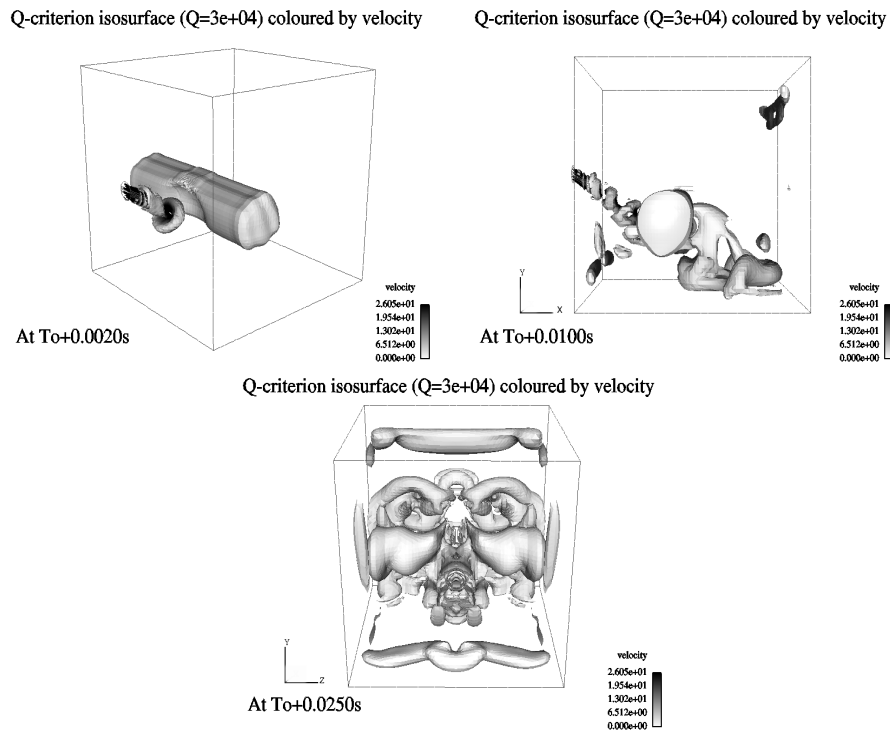 Q-criterion isosurface (Q=3e+04) coloured by velocity
velocity
2.605e+01
1.954e+01
1.302e+01
6.512e+00
0.000e+00
At To+0.0020s
Q-criterion isosurface (Q=3e+04) coloured by velocity
Y
X
velocity
2.605e+01
1.954e+01
1.302e+01
6.512e+00
0.000e+00
At To+0.0100s
Q-criterion isosurface (Q=3e+04) coloured by velocity
Y
Z
velocity
2.605e+01
1.954e+01
1.302e+01
6.512e+00
0.000e+00
At To+0.0250s